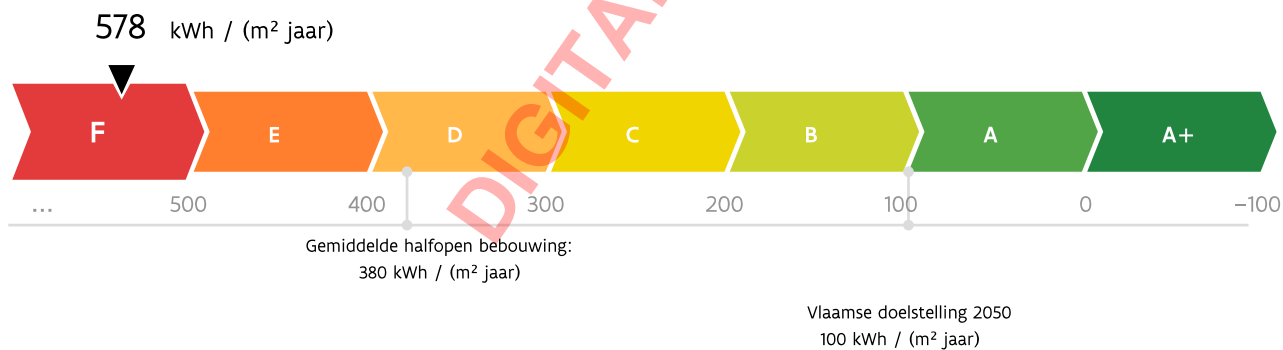 578 kWh / (m² jaar)
F E D C B A A+
... 500 400 300 200 100 0 –100
Gemiddelde halfopen bebouwing:
380 kWh / (m² jaar)
Vlaamse doelstelling 2050
100 kWh / (m² jaar)
DIGITA